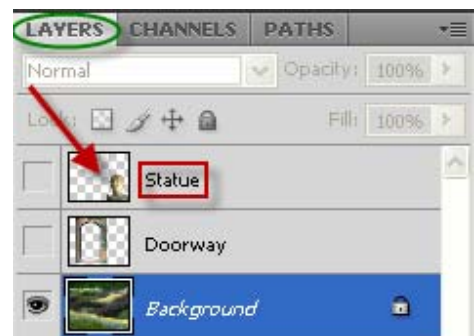 LAYERS CHANNELS PATHS
Normal Opacity: 100%
Lock: Fill: 100%
Statue
Doorway
Background